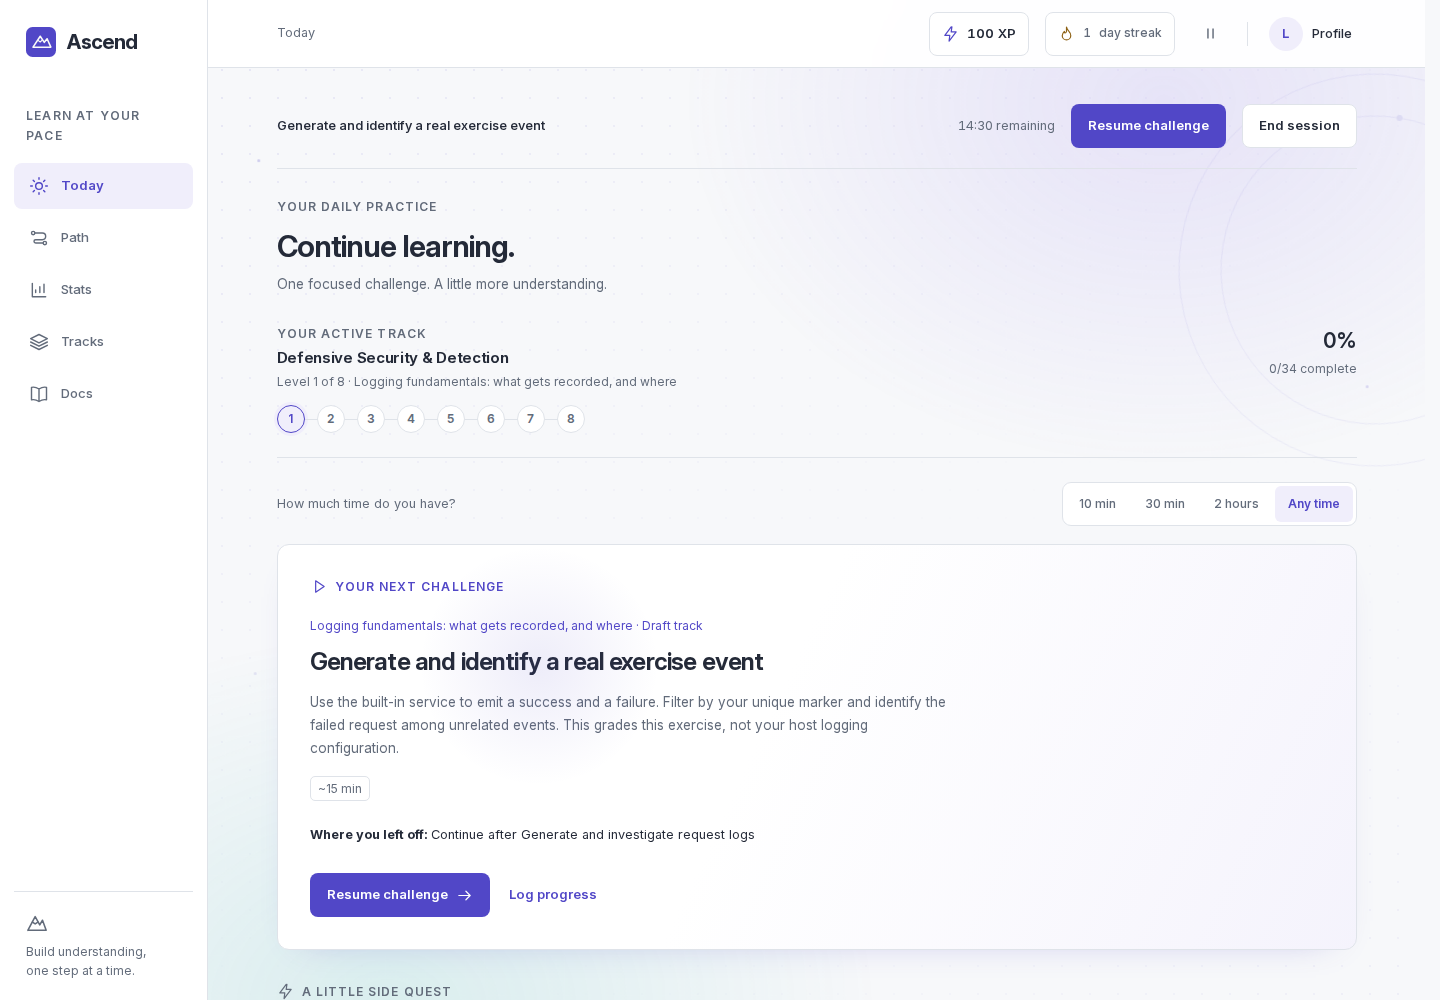 Ascend
LEARN AT YOUR
PACE
Today
Path
Stats
Tracks
Docs
Build understanding,
one step at a time.
Today
100 XP
1 day streak
L
Profile
Generate and identify a real exercise event
14:30 remaining
Resume challenge
End session
YOUR DAILY PRACTICE
Continue learning.
One focused challenge. A little more understanding.
YOUR ACTIVE TRACK
Defensive Security & Detection
Level 1 of 8 · Logging fundamentals: what gets recorded, and where
0%
0/34 complete
1 2 3 4 5 6 7 8
How much time do you have?
10 min 30 min 2 hours Any time
YOUR NEXT CHALLENGE
Logging fundamentals: what gets recorded, and where · Draft track
Generate and identify a real exercise event
Use the built-in service to emit a success and a failure. Filter by your unique marker and identify the
failed request among unrelated events. This grades this exercise, not your host logging
configuration.
~15 min
Where you left off: Continue after Generate and investigate request logs
Resume challenge
Log progress
A LITTLE SIDE QUEST